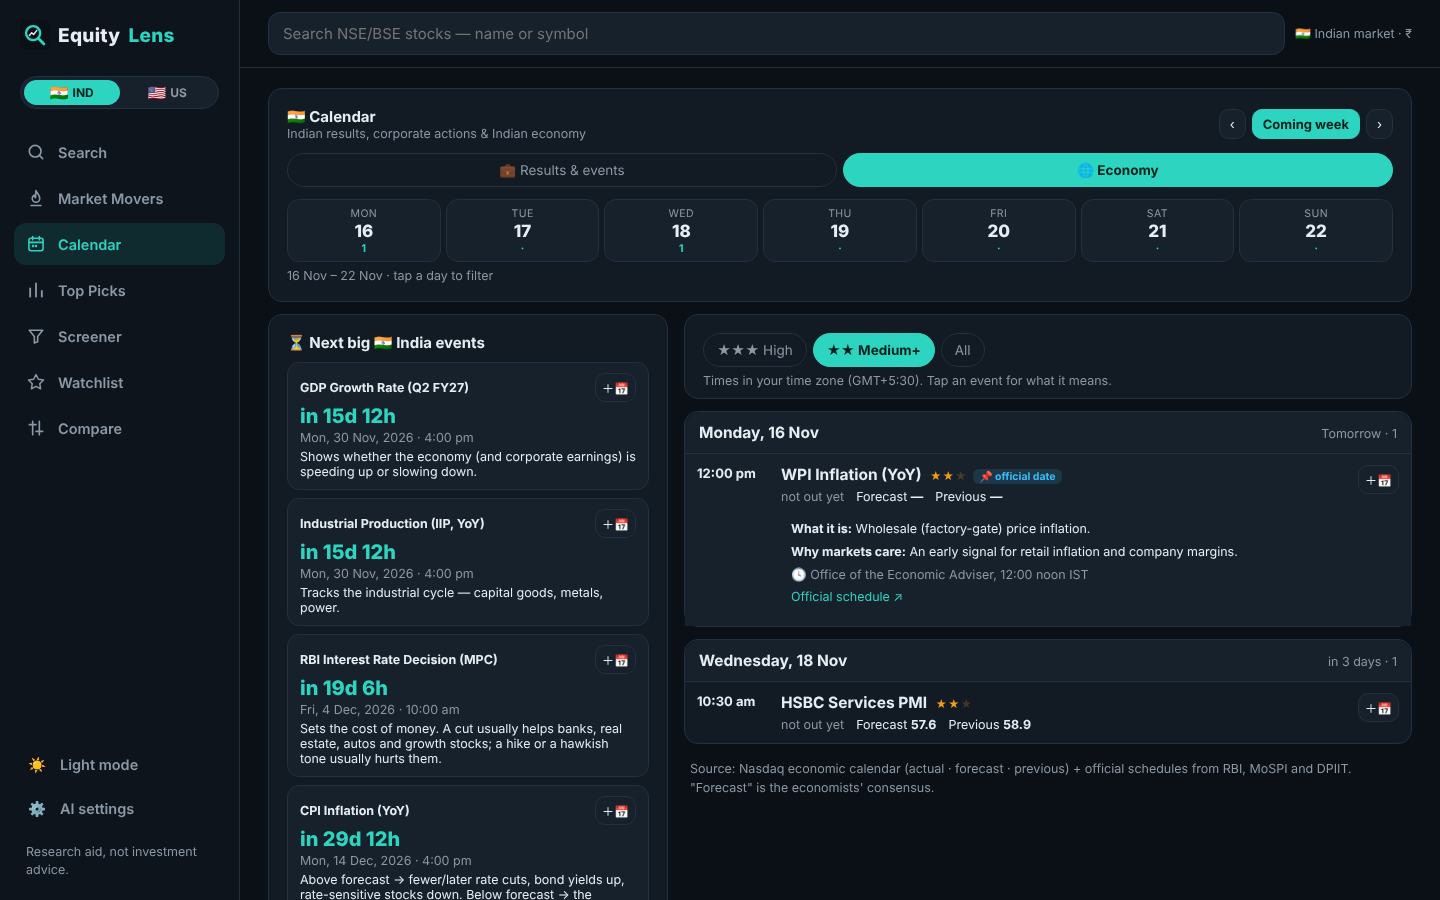 Equity Lens
IND
US
Search
Market Movers
Calendar
Top Picks
Screener
Watchlist
Compare
Light mode
AI settings
Research aid, not investment
advice.
Search NSE/BSE stocks — name or symbol
Indian market · ₹
Calendar
Indian results, corporate actions & Indian economy
‹
Coming week
›
Results & events
Economy
MON
16
1
TUE
17
·
WED
18
1
THU
19
·
FRI
20
·
SAT
21
·
SUN
22
·
16 Nov – 22 Nov · tap a day to filter
Next big India events
GDP Growth Rate (Q2 FY27)
+
in 15d 12h
Mon, 30 Nov, 2026 · 4:00 pm
Shows whether the economy (and corporate earnings) is
speeding up or slowing down.
Industrial Production (IIP, YoY)
+
in 15d 12h
Mon, 30 Nov, 2026 · 4:00 pm
Tracks the industrial cycle — capital goods, metals,
power.
RBI Interest Rate Decision (MPC)
+
in 19d 6h
Fri, 4 Dec, 2026 · 10:00 am
Sets the cost of money. A cut usually helps banks, real
estate, autos and growth stocks; a hike or a hawkish
tone usually hurts them.
CPI Inflation (YoY)
+
in 29d 12h
Mon, 14 Dec, 2026 · 4:00 pm
Above forecast → fewer/later rate cuts, bond yields up,
rate-sensitive stocks down. Below forecast → the
★★★ High
★★ Medium+
All
Times in your time zone (GMT+5:30). Tap an event for what it means.
Monday, 16 Nov
Tomorrow · 1
12:00 pm
WPI Inflation (YoY) ★★★ official date
+
not out yet Forecast — Previous —
What it is: Wholesale (factory-gate) price inflation.
Why markets care: An early signal for retail inflation and company margins.
Office of the Economic Adviser, 12:00 noon IST
Official schedule ↗
Wednesday, 18 Nov
in 3 days · 1
10:30 am
HSBC Services PMI ★★★
+
not out yet Forecast 57.6 Previous 58.9
Source: Nasdaq economic calendar (actual · forecast · previous) + official schedules from RBI, MoSPI and DPIIT.
"Forecast" is the economists' consensus.